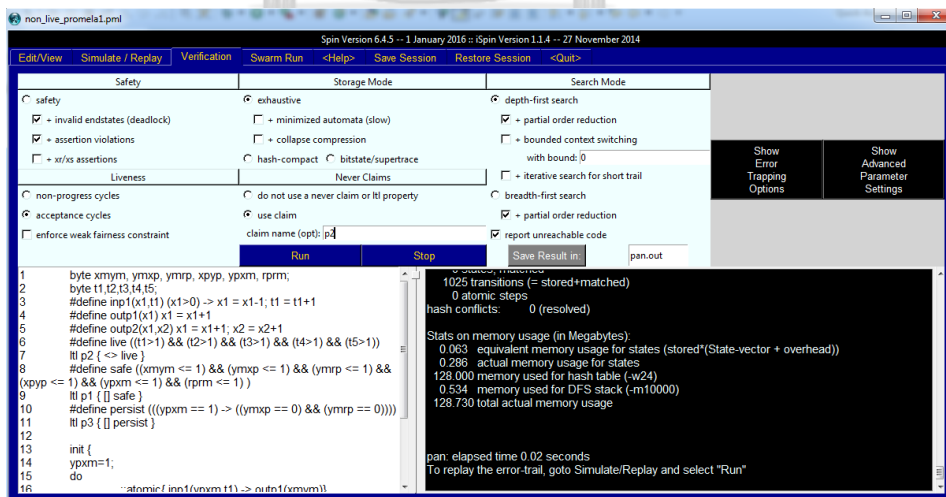 non_live_promela1.pml
Spin Version 6.4.5 -- 1 January 2016 :: iSpin Version 1.1.4 -- 27 November 2014
Edit/View Simulate / Replay Verification Swarm Run <Help> Save Session Restore Session <Quit>
Safety Storage Mode Search Mode
safety exhaustive depth-first search
+ invalid endstates (deadlock) + minimized automata (slow) + partial order reduction
+ assertion violations + collapse compression + bounded context switching
+ xr/xs assertions hash-compact bitstate/supertrace with bound: 0
Liveness Never Claims + iterative search for short trail
non-progress cycles do not use a never claim or ltl property breadth-first search
acceptance cycles use claim + partial order reduction
enforce weak fairness constraint claim name (opt): p2 report unreachable code
Run Stop Save Result in: pan.out
Show
Error
Trapping
Options
Show
Advanced
Parameter
Settings
1 byte xmym, ymxp, ymrp, xpyp, ypxm, rprm;
2 byte t1,t2,t3,t4,t5;
3 #define inp1(x1,t1) (x1>0) -> x1 = x1-1; t1 = t1+1
4 #define outp1(x1) x1 = x1+1
5 #define outp2(x1,x2) x1 = x1+1; x2 = x2+1
6 #define live ((t1>1) && (t2>1) && (t3>1) && (t4>1) && (t5>1))
7 ltl p2 { <> live }
8 #define safe ((xmym <= 1) && (ymxp <= 1) && (ymrp <= 1) &&
(xpyp <= 1) && (ypxm <= 1) && (rprm <= 1) )
9 ltl p1 { [] safe }
10 #define persist (((ypxm == 1) -> ((ymxp == 0) && (ymrp == 0))))
11 ltl p3 { [] persist }
12
13 init {
14 ypxm=1;
15 do
16 ::atomic{ inp1(ypxm,t1) -> outp1(xmym)}
0 states, matched
1025 transitions (= stored+matched)
0 atomic steps
hash conflicts: 0 (resolved)
Stats on memory usage (in Megabytes):
0.063 equivalent memory usage for states (stored*(State-vector + overhead))
0.286 actual memory usage for states
128.000 memory used for hash table (-w24)
0.534 memory used for DFS stack (-m10000)
128.730 total actual memory usage
pan: elapsed time 0.02 seconds
To replay the error-trail, goto Simulate/Replay and select "Run"